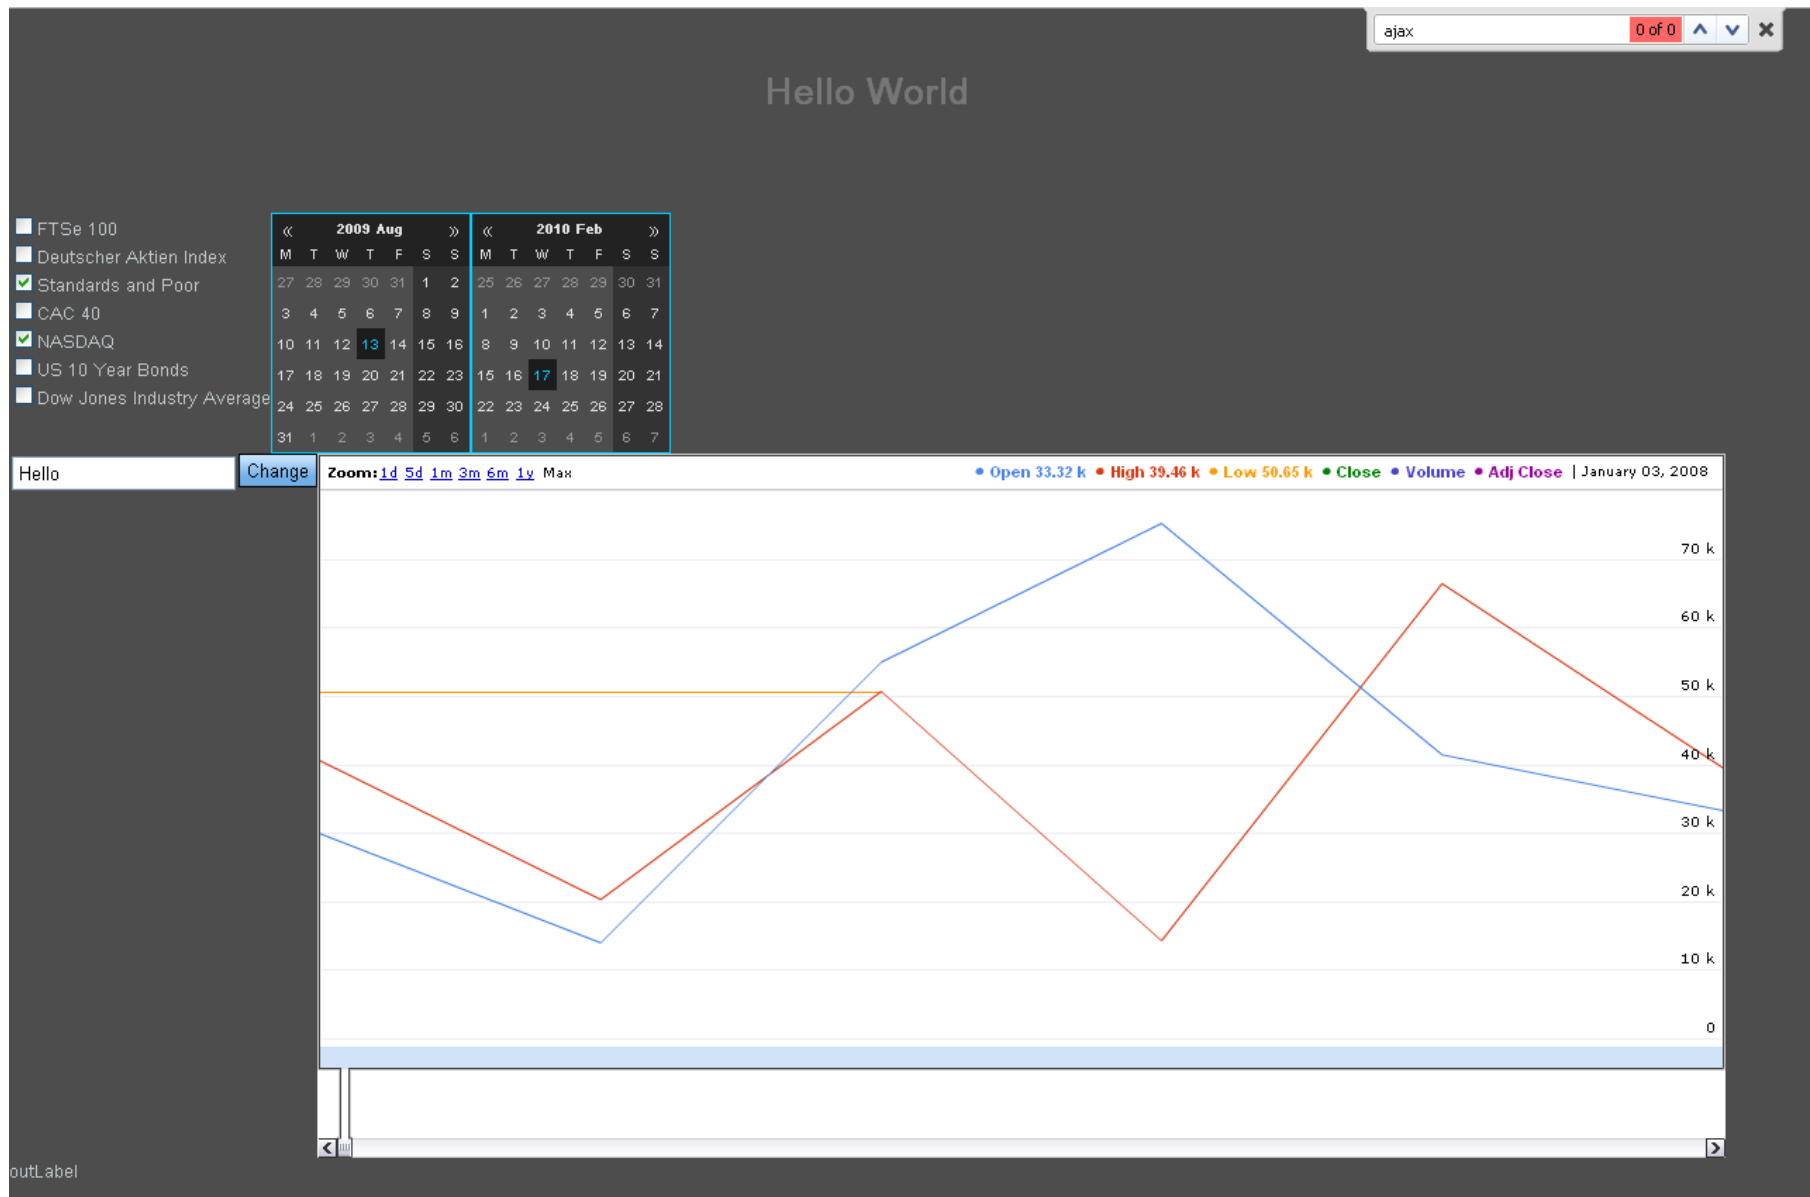 ajax 0 of 0
Hello World
FTSe 100
Deutscher Aktien Index
Standards and Poor
CAC 40
NASDAQ
US 10 Year Bonds
Dow Jones Industry Average
« 2009 Aug »
M T W T F S S
27 28 29 30 31 1 2
3 4 5 6 7 8 9
10 11 12 13 14 15 16
17 18 19 20 21 22 23
24 25 26 27 28 29 30
31 1 2 3 4 5 6
« 2010 Feb »
M T W T F S S
25 26 27 28 29 30 31
1 2 3 4 5 6 7
8 9 10 11 12 13 14
15 16 17 18 19 20 21
22 23 24 25 26 27 28
1 2 3 4 5 6 7
Hello Change
Zoom: 1d 5d 1m 3m 6m 1y Max
Open 33.32 k High 39.46 k Low 50.65 k Close Volume Adj Close | January 03, 2008
70 k
60 k
50 k
40 k
30 k
20 k
10 k
0
outLabel